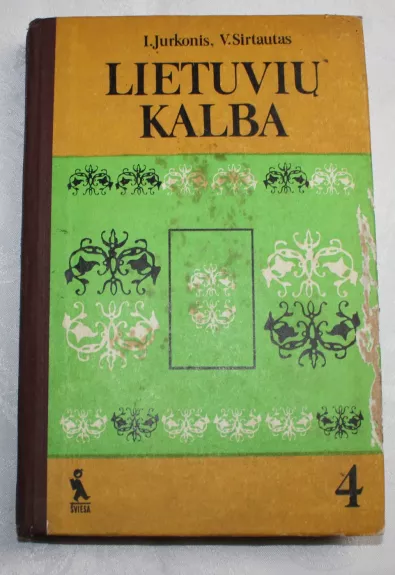 I.Jurkonis, V.Sirtautas
LIETUVIŲ
KALBA
ŠVIESA
4